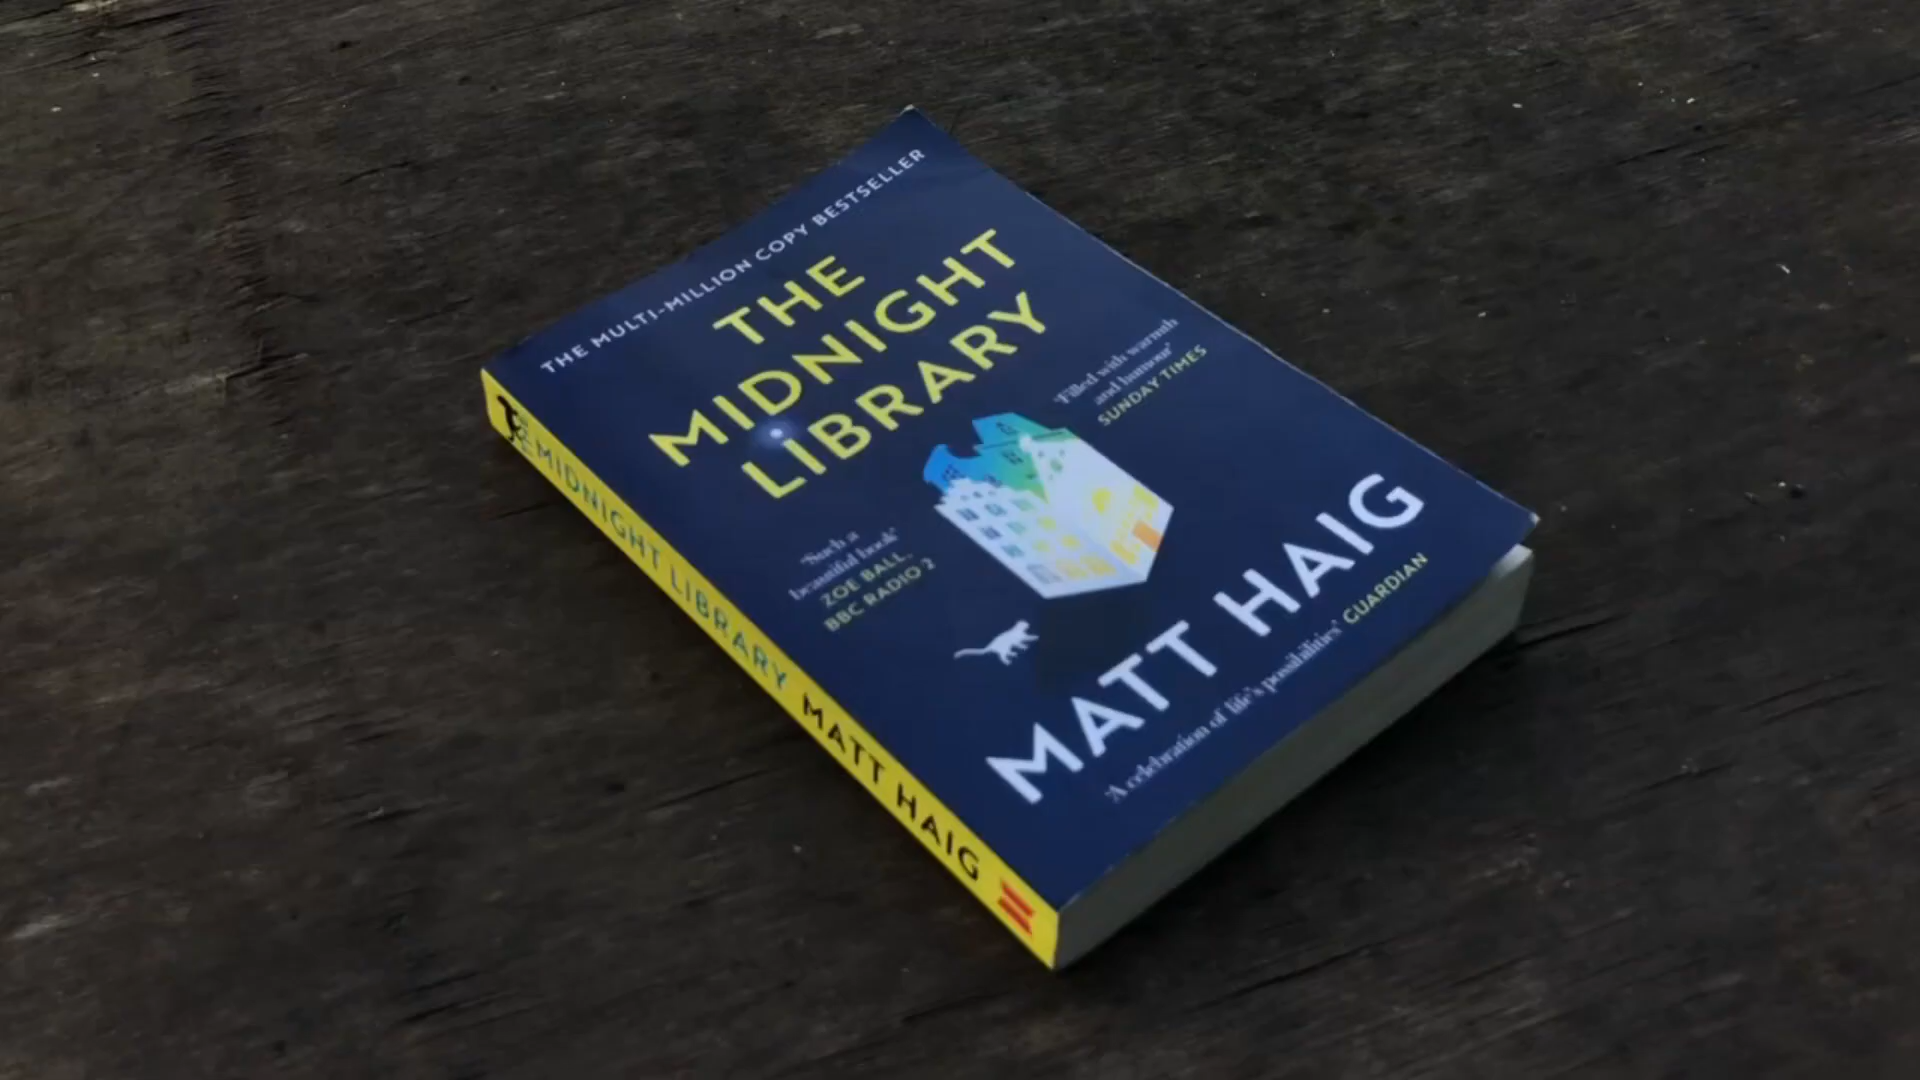 THE MULTI-MILLION COPY BESTSELLER
THE
MIDNIGHT
LIBRARY
'Filled with warmth
and humour'
SUNDAY TIMES
'Such a
beautiful book'
ZOE BALL,
BBC RADIO 2
MATT HAIG
'A celebration of life's possibilities' GUARDIAN
THE MIDNIGHT LIBRARY MATT HAIG